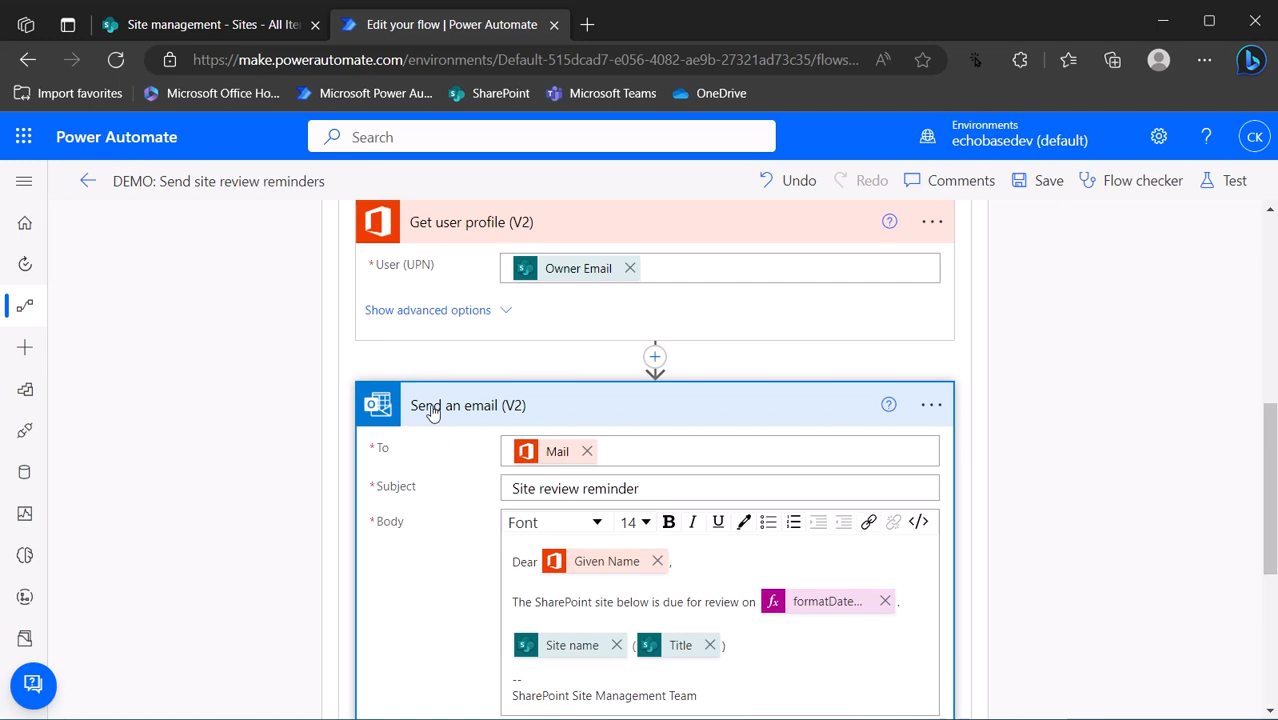 Site management - Sites - All Ite
Edit your flow | Power Automate
https://make.powerautomate.com/environments/Default-515dcad7-e056-4082-ae9b-27321ad73c35/flows...
Import favorites
Microsoft Office Ho...
Microsoft Power Au...
SharePoint
Microsoft Teams
OneDrive
Power Automate
Search
Environments
echobasedev (default)
CK
DEMO: Send site review reminders
Undo
Redo
Comments
Save
Flow checker
Test
Get user profile (V2)
* User (UPN)
Owner Email
Show advanced options
Send an email (V2)
* To
Mail
* Subject
Site review reminder
* Body
Font
14
B
I
U
</>
Dear Given Name ,
The SharePoint site below is due for review on fx formatDate... .
Site name ( Title )
--
SharePoint Site Management Team